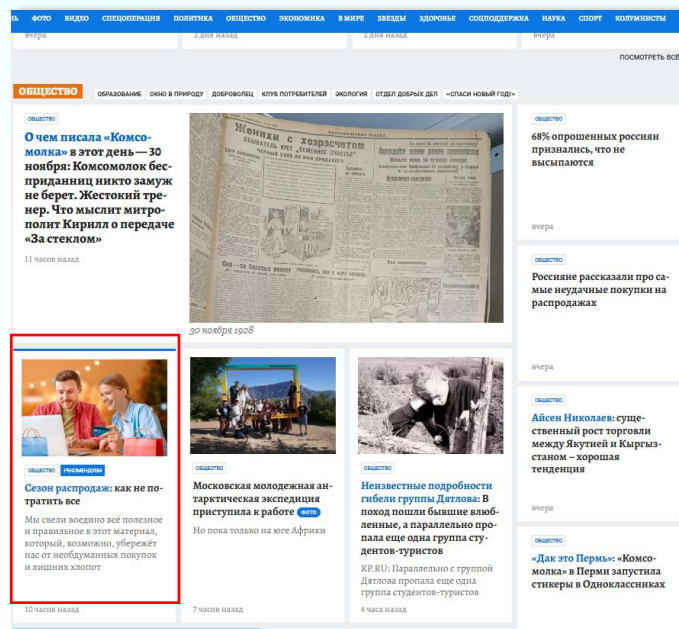 ФОТО ВИДЕО СПЕЦОПЕРАЦИЯ ПОЛИТИКА ОБЩЕСТВО ЭКОНОМИКА В МИРЕ ЗВЕЗДЫ ЗДОРОВЬЕ СОЦПОДДЕРЖКА НАУКА СПОРТ КОЛУМНИСТЫ
вчера
2 дня назад
2 дня назад
вчера
ПОСМОТРЕТЬ ВСЁ
ОБЩЕСТВО ОБРАЗОВАНИЕ ОКНО В ПРИРОДУ ДОБРОВОЛЕЦ КЛУБ ПОТРЕБИТЕЛЕЙ ЭКОЛОГИЯ ОТДЕЛ ДОБРЫХ ДЕЛ «СПАСИ НОВЫЙ ГОД!»
ОБЩЕСТВО
О чем писала «Комсо-
молка» в этот день — 30
ноября: Комсомолок бес-
приданниц никто замуж
не берет. Жестокий тре-
нер. Что мыслит митро-
полит Кирилл о передаче
«За стеклом»
11 часов назад
Женихи с хозрасчетом
30 ноября 1928
ОБЩЕСТВО
68% опрошенных россиян
признались, что не
высыпаются
вчера
ОБЩЕСТВО
Россияне рассказали про са-
мые неудачные покупки на
распродажах
вчера
ОБЩЕСТВО
Айсен Николаев: суще-
ственный рост торговли
между Якутией и Кыргыз-
станом – хорошая
тенденция
вчера
ОБЩЕСТВО
«Дак это Пермь»: «Комсо-
молка» в Перми запустила
стикеры в Одноклассниках
ОБЩЕСТВО РЕКОМЕНДУЕМ
Сезон распродаж: как не по-
тратить все
Мы свели воедино всё полезное
и правильное в этот материал,
который, возможно, убережёт
нас от необдуманных покупок
и лишних хлопот
10 часов назад
ОБЩЕСТВО
Московская молодежная ан-
тарктическая экспедиция
приступила к работе ФОТО
Но пока только на юге Африки
7 часов назад
ОБЩЕСТВО
Неизвестные подробности
гибели группы Дятлова: В
поход пошли бывшие влюб-
ленные, а параллельно про-
пала еще одна группа сту-
дентов-туристов
KP.RU: Параллельно с группой
Дятлова пропала еще одна
группа студентов-туристов
4 часа назад